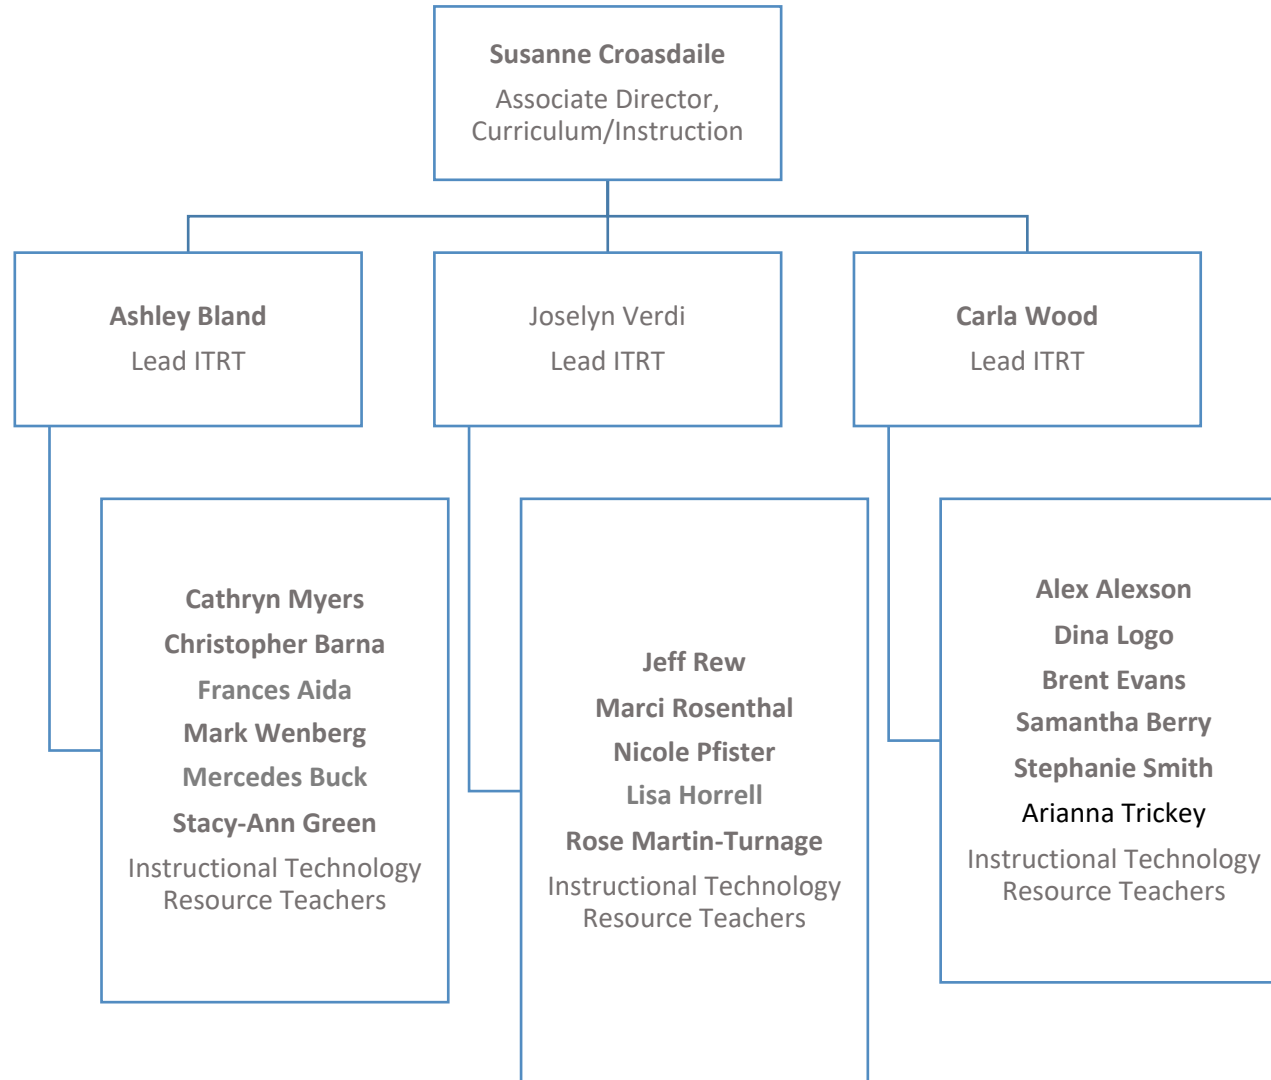 Susanne Croasdaile
Associate Director,
Curriculum/Instruction
Ashley Bland
Lead ITRT
Joselyn Verdi
Lead ITRT
Carla Wood
Lead ITRT
Cathryn Myers
Christopher Barna
Frances Aida
Mark Wenberg
Mercedes Buck
Stacy-Ann Green
Instructional Technology
Resource Teachers
Jeff Rew
Marci Rosenthal
Nicole Pfister
Lisa Horrell
Rose Martin-Turnage
Instructional Technology
Resource Teachers
Alex Alexson
Dina Logo
Brent Evans
Samantha Berry
Stephanie Smith
Arianna Trickey
Instructional Technology
Resource Teachers